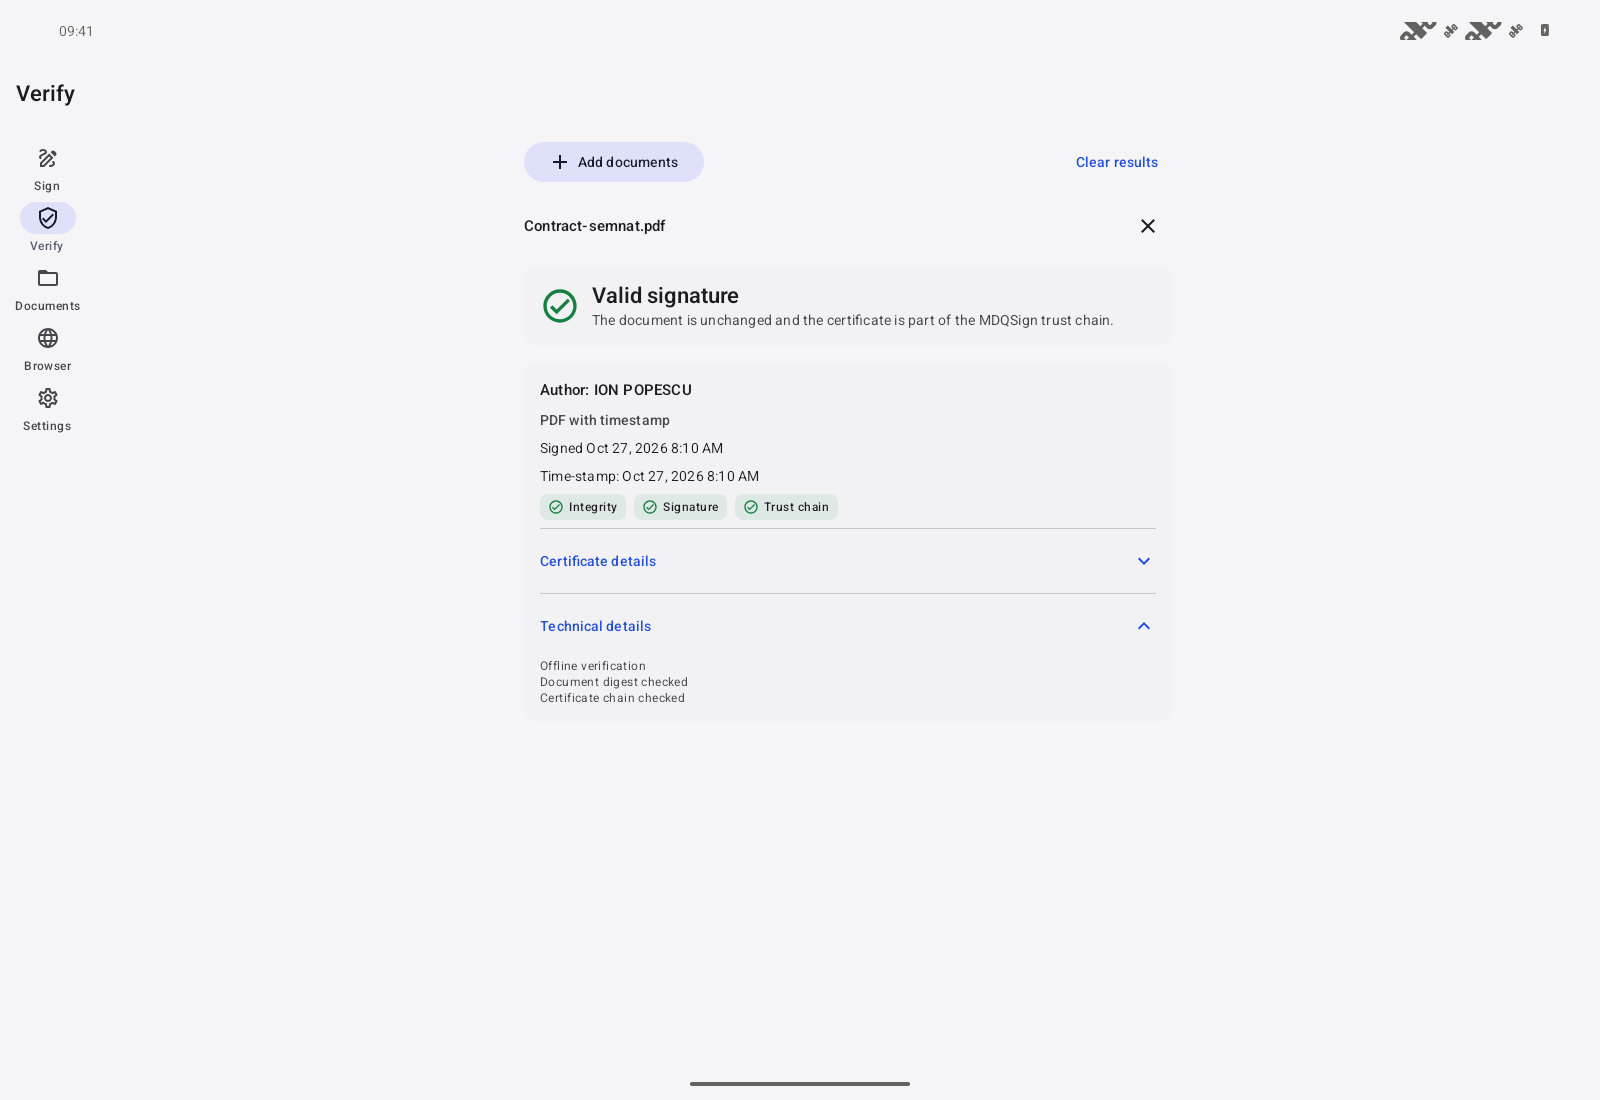 09:41
Verify
Sign
Verify
Documents
Browser
Settings
Add documents
Clear results
Contract-semnat.pdf
Valid signature
The document is unchanged and the certificate is part of the MDQSign trust chain.
Author: ION POPESCU
PDF with timestamp
Signed Oct 27, 2026 8:10 AM
Time-stamp: Oct 27, 2026 8:10 AM
Integrity
Signature
Trust chain
Certificate details
Technical details
Offline verification
Document digest checked
Certificate chain checked